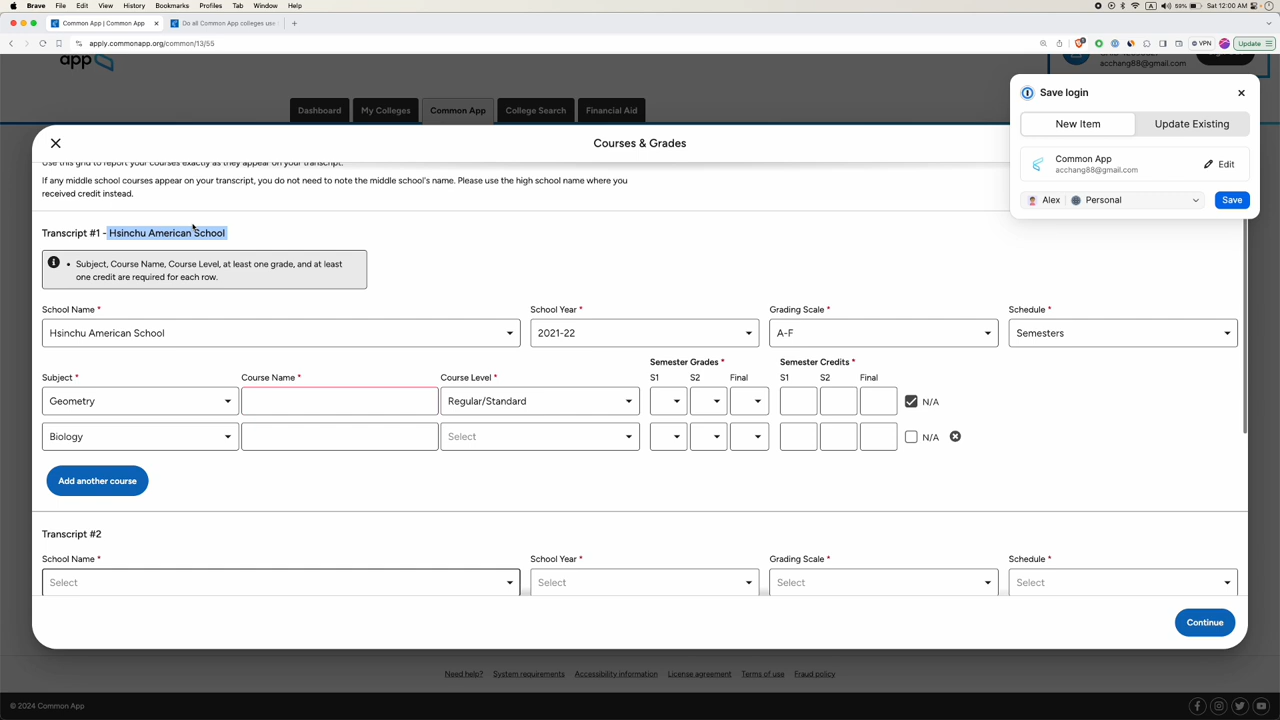 Brave File Edit View History Bookmarks Profiles Tab Window Help
A 59% Sat 12:00 AM
Common App | Common App
Do all Common App colleges use
apply.commonapp.org/common/13/55
VPN
Update
app
acchang88@gmail.com
Dashboard
My Colleges
Common App
College Search
Financial Aid
Save login
New Item
Update Existing
Common App
acchang88@gmail.com
Edit
Alex Personal
Save
Courses & Grades
Use this grid to report your courses exactly as they appear on your transcript.
If any middle school courses appear on your transcript, you do not need to note the middle school's name. Please use the high school name where you
received credit instead.
Transcript #1 - Hsinchu American School
• Subject, Course Name, Course Level, at least one grade, and at least
one credit are required for each row.
School Name * School Year * Grading Scale * Schedule *
Hsinchu American School 2021-22 A-F Semesters
Semester Grades * Semester Credits *
Subject * Course Name * Course Level * S1 S2 Final S1 S2 Final
Geometry Regular/Standard N/A
Biology Select N/A
Add another course
Transcript #2
School Name * School Year * Grading Scale * Schedule *
Select Select Select Select
Continue
Need help? System requirements Accessibility information License agreement Terms of use Fraud policy
© 2024 Common App